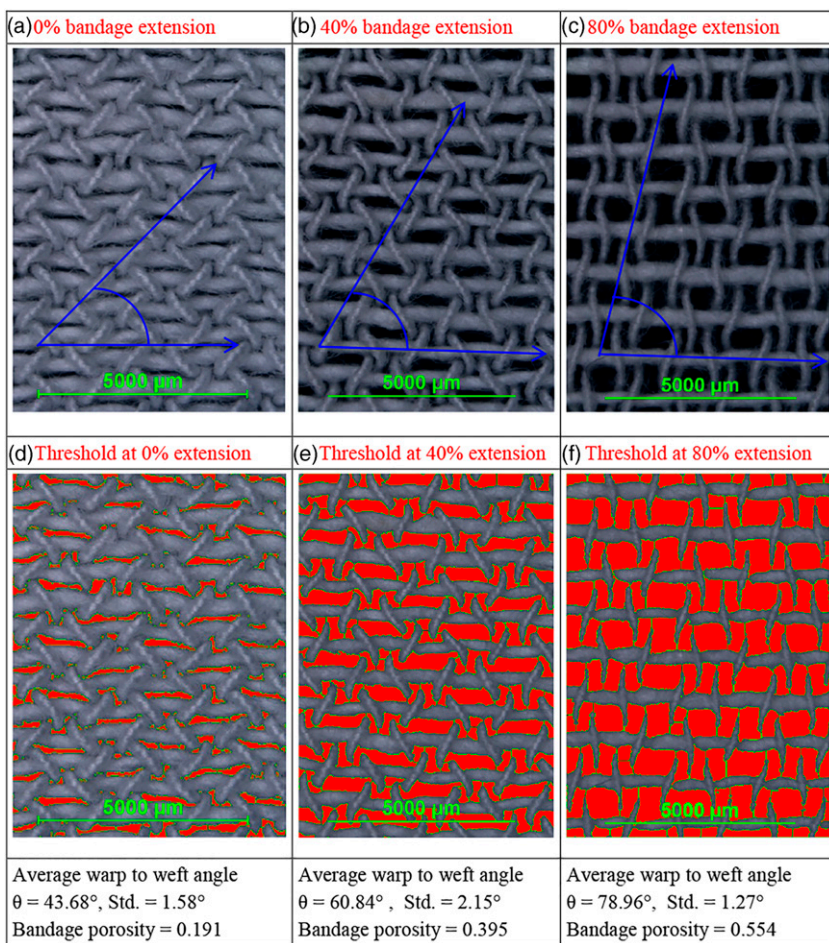 (a) 0% bandage extension
(b) 40% bandage extension
(c) 80% bandage extension
5000 µm
5000 µm
5000 µm
(d) Threshold at 0% extension
(e) Threshold at 40% extension
(f) Threshold at 80% extension
5000 µm
5000 µm
5000 µm
Average warp to weft angle
θ = 43.68°, Std. = 1.58°
Bandage porosity = 0.191
Average warp to weft angle
θ = 60.84° , Std. = 2.15°
Bandage porosity = 0.395
Average warp to weft angle
θ = 78.96°, Std. = 1.27°
Bandage porosity = 0.554